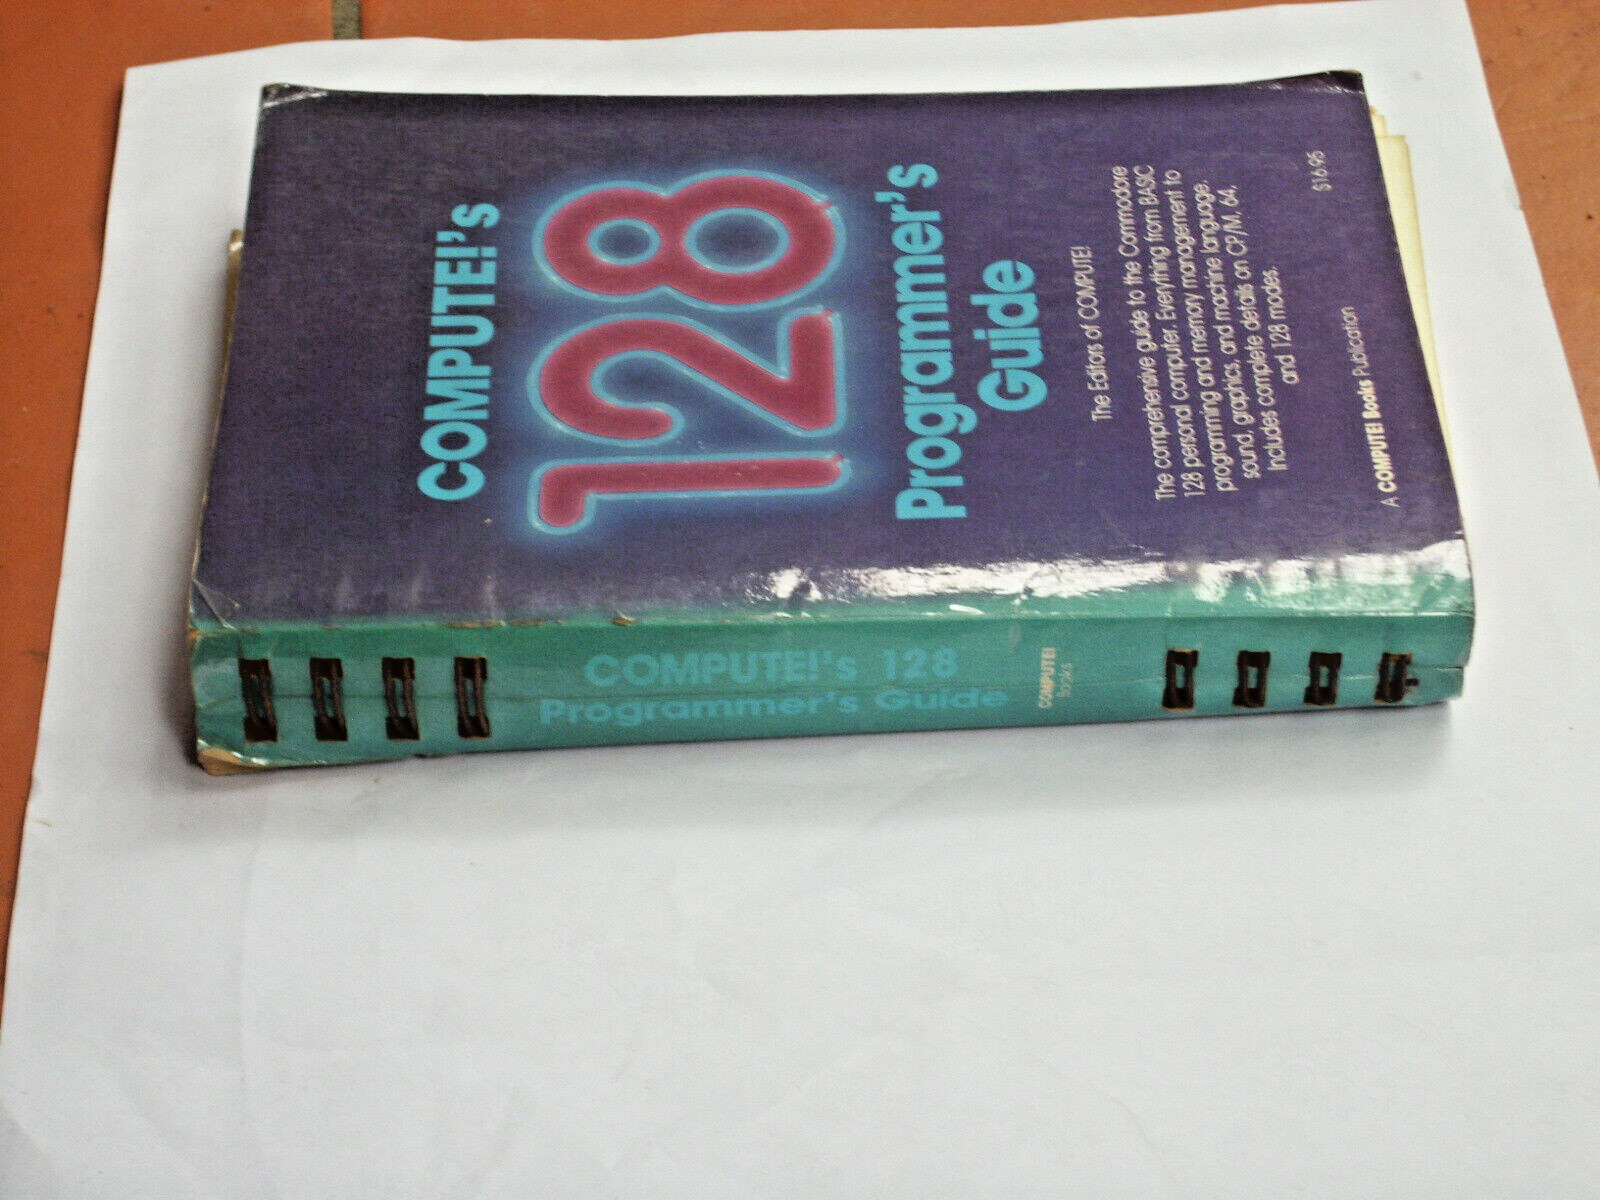 COMPUTE!'s
128
Programmer's
Guide
The Editors of COMPUTE!
The comprehensive guide to the Commodore
128 personal computer. Everything from BASIC
programming and memory management to
sound, graphics, and machine language.
Includes complete details on CP/M, 64,
and 128 modes.
$16.95
A COMPUTE! Books Publication
COMPUTE!'s 128
Programmer's Guide
COMPUTE!
Books